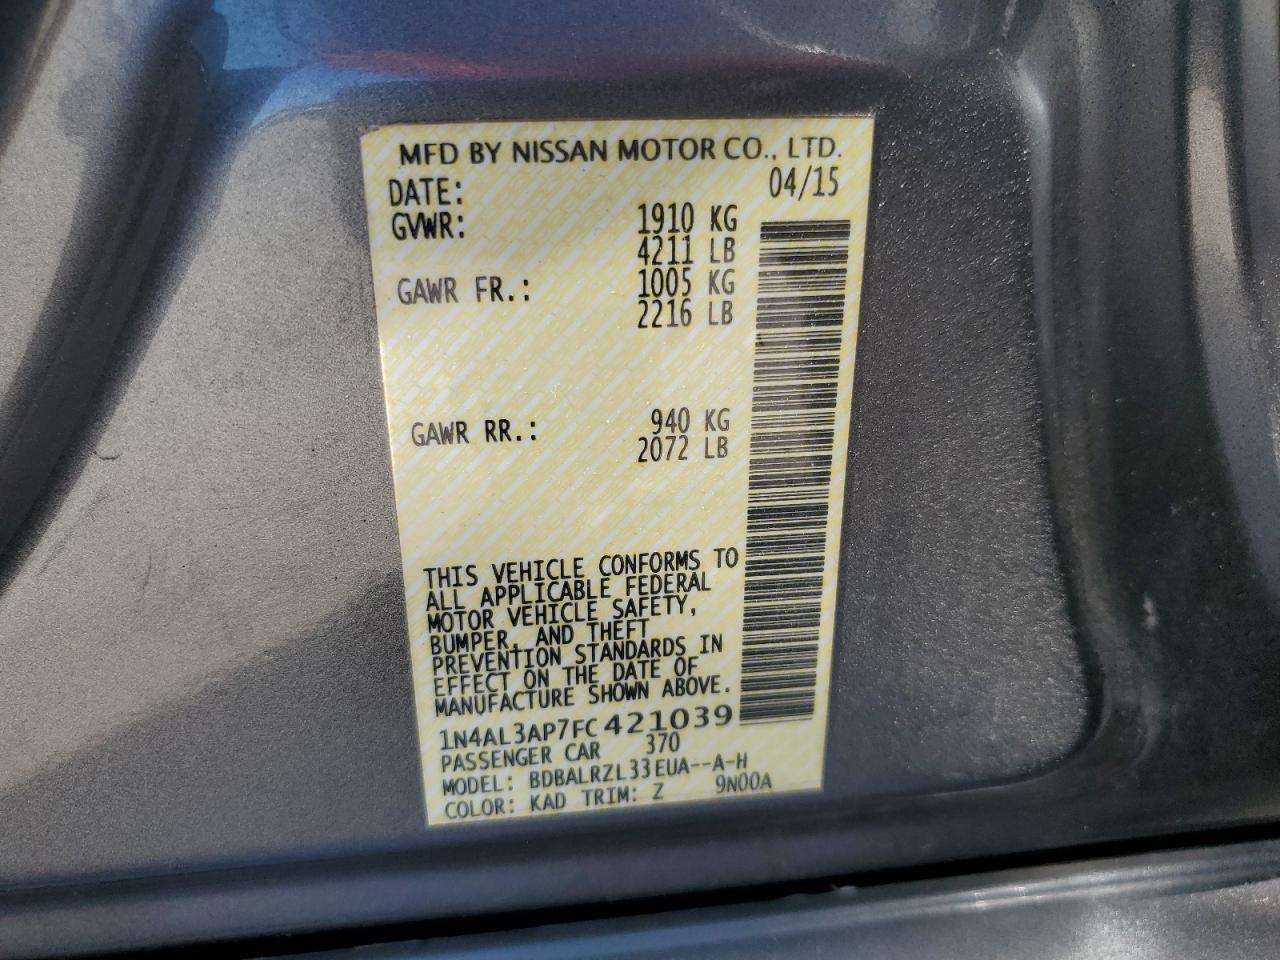 MFD BY NISSAN MOTOR CO., LTD.
DATE: 04/15
GVWR: 1910 KG
4211 LB
GAWR FR.: 1005 KG
2216 LB
GAWR RR.: 940 KG
2072 LB
THIS VEHICLE CONFORMS TO
ALL APPLICABLE FEDERAL
MOTOR VEHICLE SAFETY,
BUMPER, AND THEFT
PREVENTION STANDARDS IN
EFFECT ON THE DATE OF
MANUFACTURE SHOWN ABOVE.
1N4AL3AP7FC421039
PASSENGER CAR 370
MODEL: BDBALRZL33EUA--A-H
COLOR: KAD TRIM: Z 9N00A